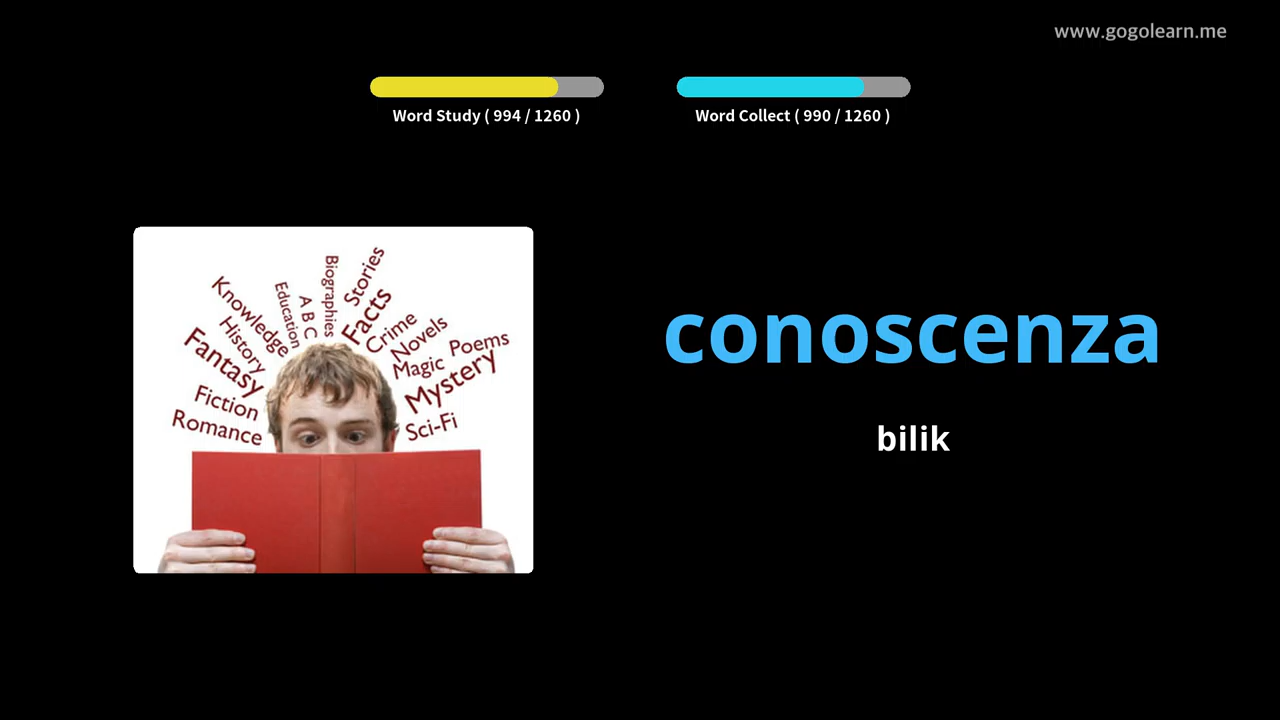 www.gogolearn.me
Word Study ( 994 / 1260 )
Word Collect ( 990 / 1260 )
Knowledge
Education
A B C
Biographies
Stories
History
Facts
Crime
Novels
Fantasy
Magic
Poems
Mystery
Fiction
Romance
Sci-Fi
conoscenza
bilik